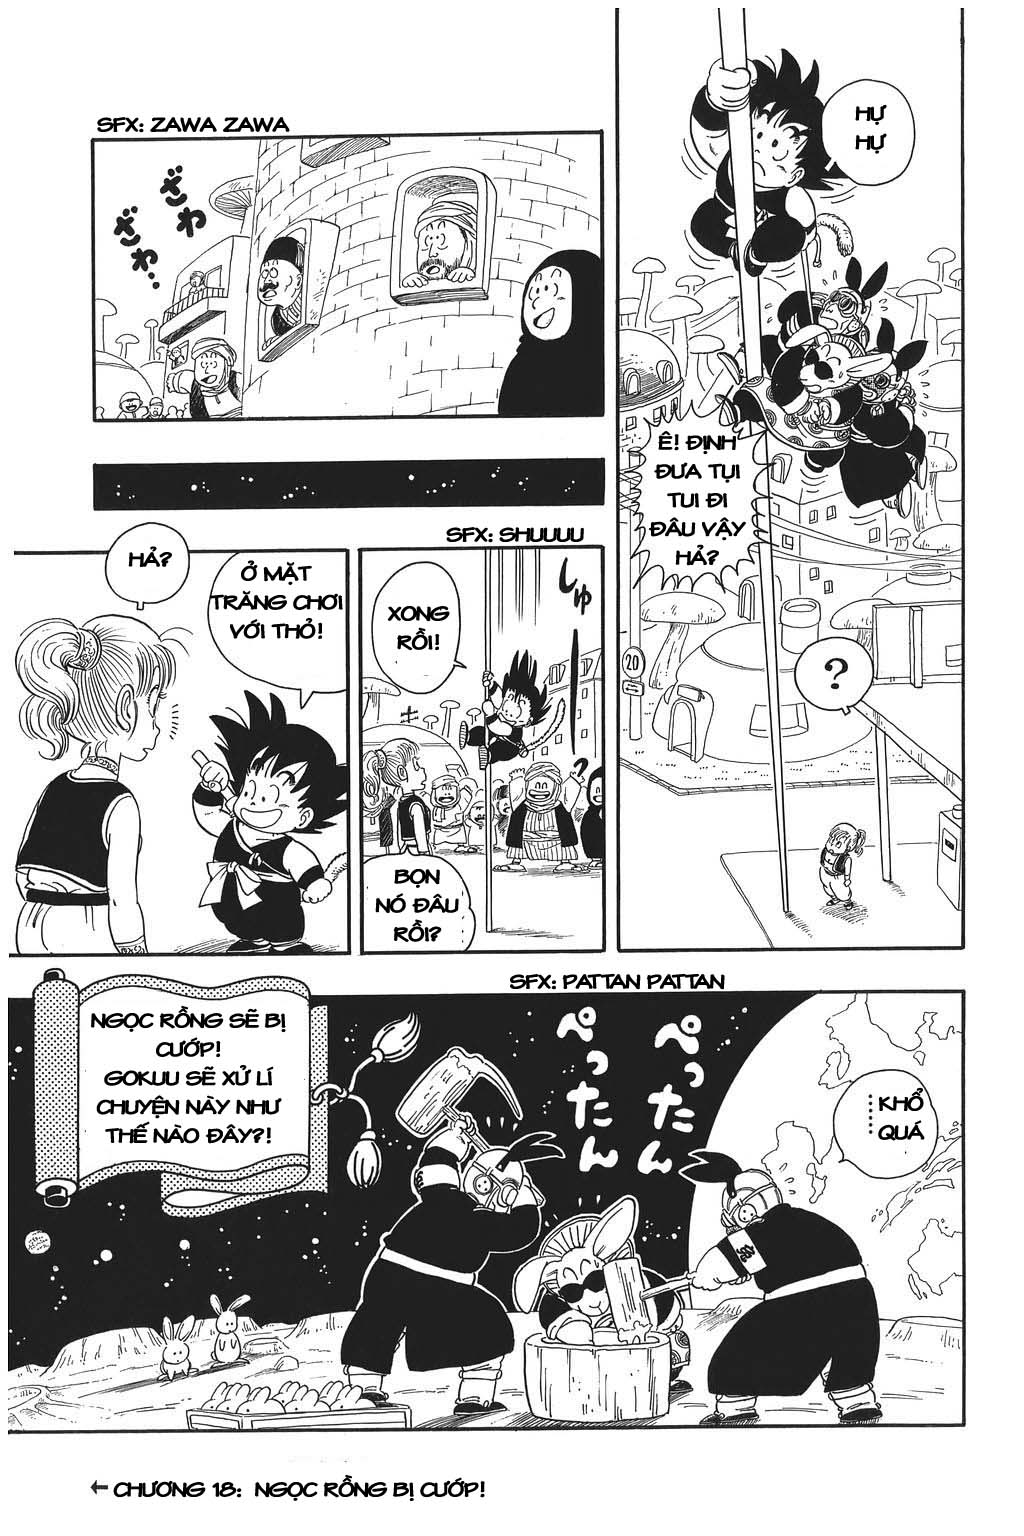 HỰ
HỰ
Ê! ĐỊNH
ĐƯA TỤI
TUI ĐI
ĐÂU VẬY
HẢ?
20
?
SFX: ZAWA ZAWA
ざわ
ざわ…
SFX: SHUUUU
しゅ
XONG
RỒI!
?
BỌN
NÓ ĐÂU
RỒI?
Ở MẶT
TRĂNG CHƠI
VỚI THỎ!
HẢ?
SFX: PATTAN PATTAN
ぺったん
ぺったん
KHỔ
QUÁ
NGỌC RỒNG SẼ BỊ
CƯỚP!
GOKUU SẼ XỬ LÍ
CHUYỆN NÀY NHƯ
THẾ NÀO ĐÂY?!
← CHƯƠNG 18: NGỌC RỒNG BỊ CƯỚP!